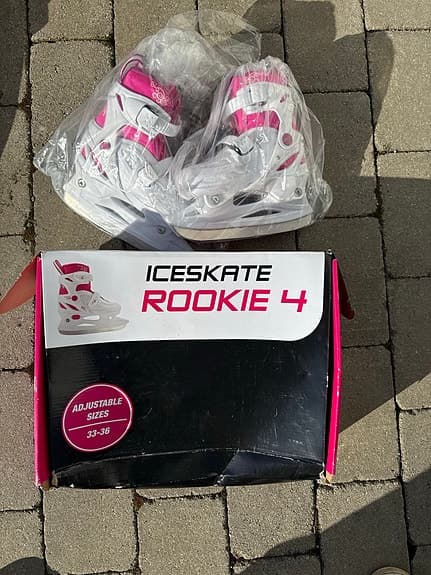 ICESKATE
ROOKIE 4
ADJUSTABLE
SIZES
33-36